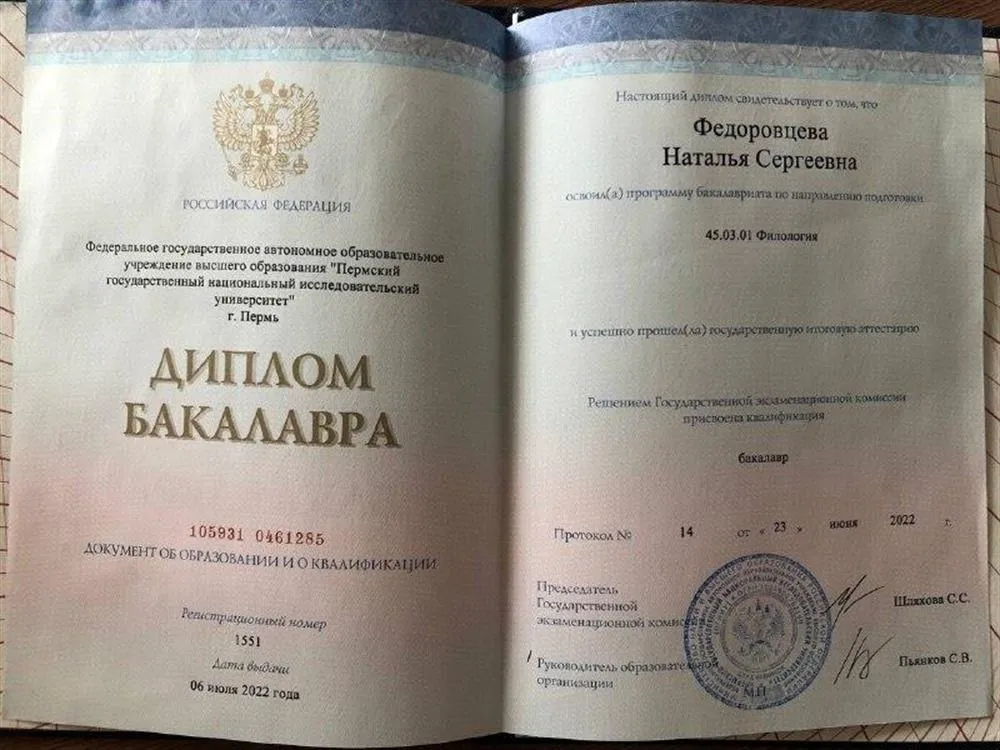 РОССИЙСКАЯ ФЕДЕРАЦИЯ
Федеральное государственное автономное образовательное
учреждение высшего образования "Пермский
государственный национальный исследовательский
университет"
г. Пермь
ДИПЛОМ
БАКАЛАВРА
105931 0461285
ДОКУМЕНТ ОБ ОБРАЗОВАНИИ И О КВАЛИФИКАЦИИ
Регистрационный номер
1551
Дата выдачи
06 июля 2022 года
Настоящий диплом свидетельствует о том, что
Федоровцева
Наталья Сергеевна
освоил(а) программу бакалавриата по направлению подготовки
45.03.01 Филология
и успешно прошел(ла) государственную итоговую аттестацию
Решением Государственной экзаменационной комиссии
присвоена квалификация
бакалавр
Протокол № 14 от « 23 » июня 2022 г.
Председатель
Государственной
экзаменационной комис
Шляхова С.С.
Руководитель образовательной
организации
Пьянков С.В.
М.П.